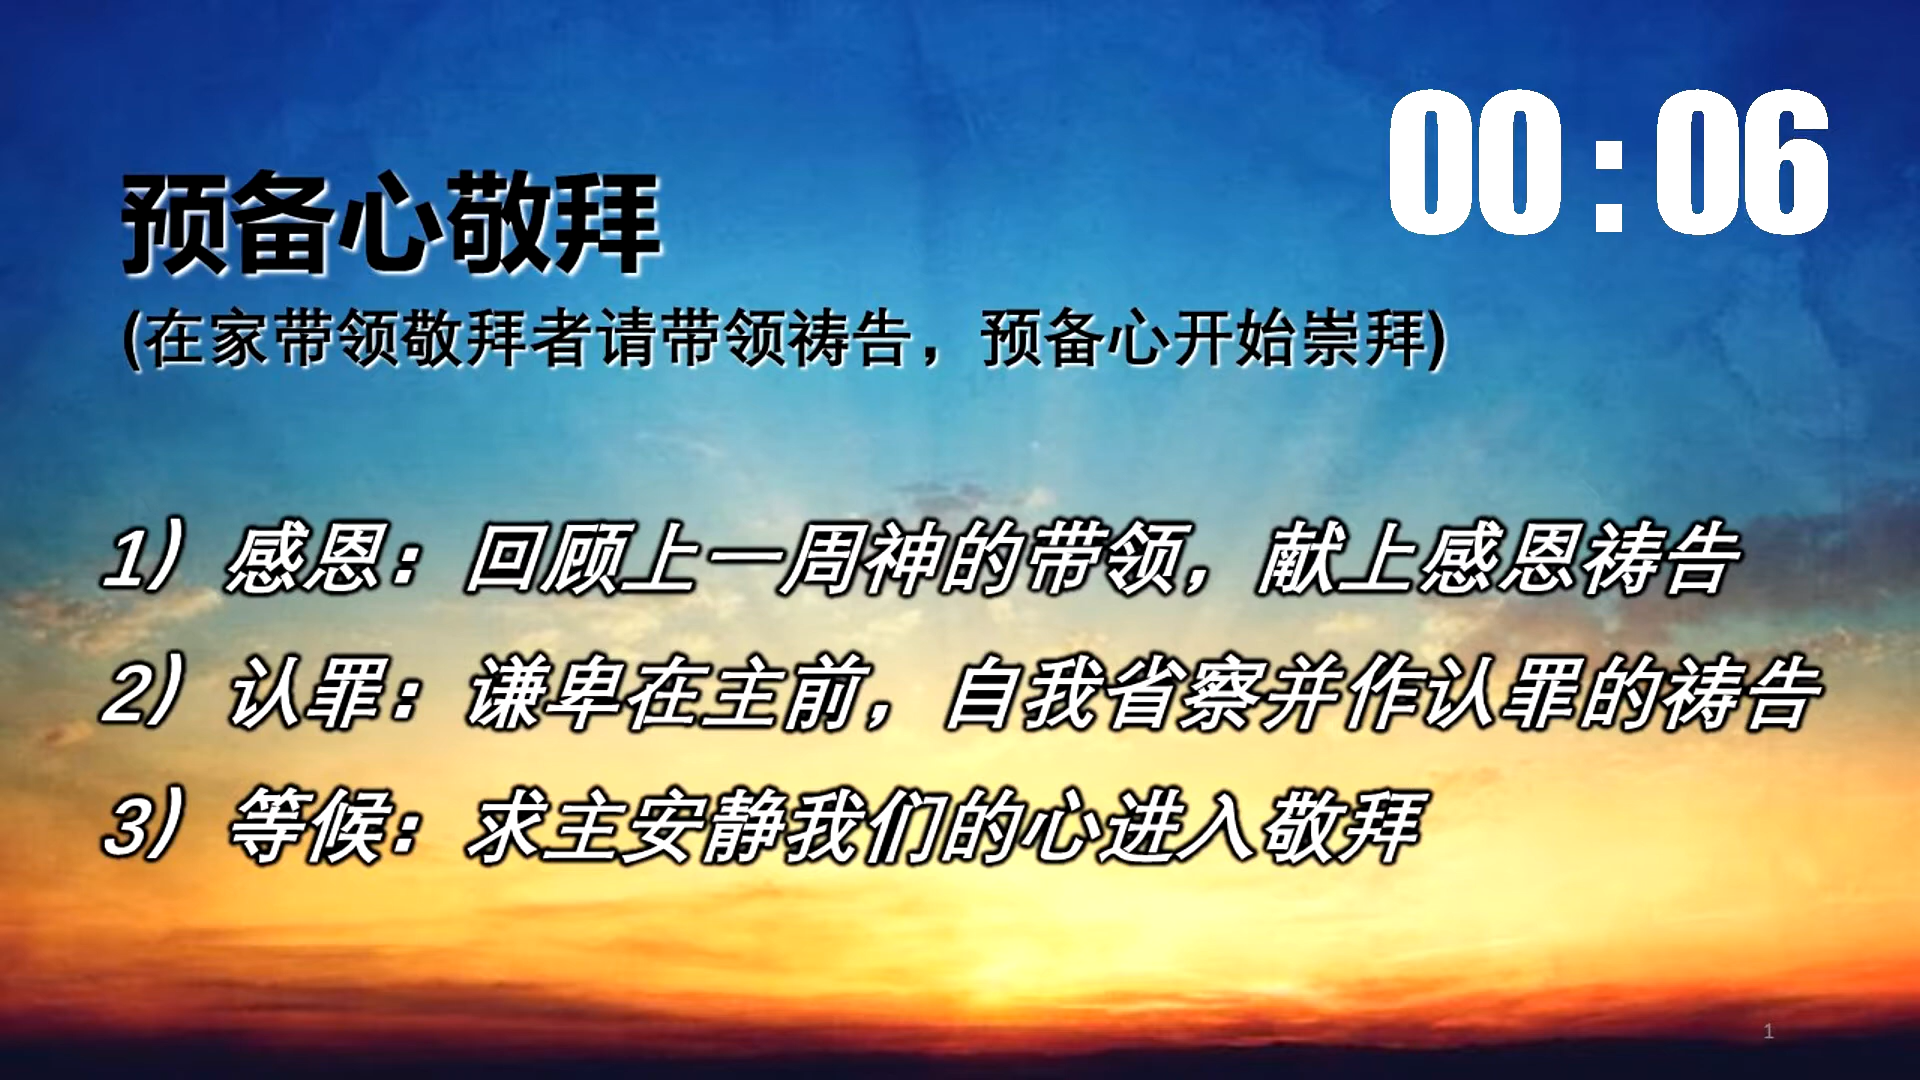 00:06
预备心敬拜
(在家带领敬拜者请带领祷告，预备心开始崇拜)
1）感恩：回顾上一周神的带领，献上感恩祷告
2）认罪：谦卑在主前，自我省察并作认罪的祷告
3）等候：求主安静我们的心进入敬拜
1